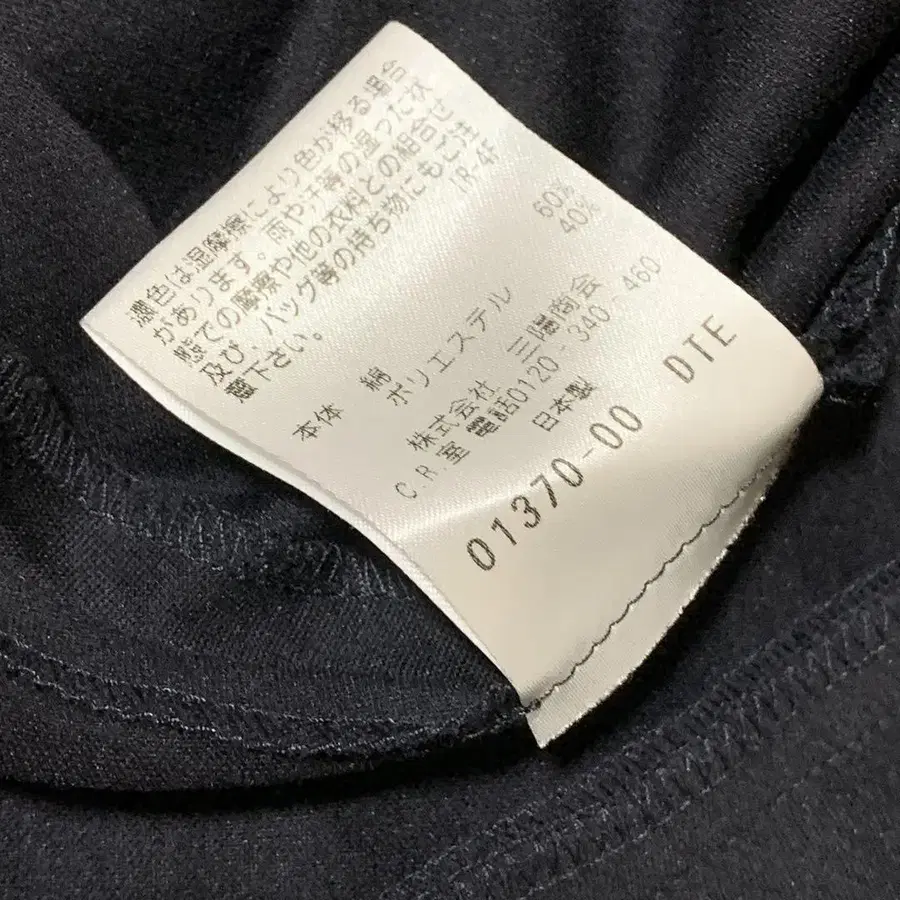 濃色は湿摩擦により色が移る場合
があります。雨や汗等の湿った状
態での摩擦や他の衣料との組合せ
及び、バッグ等の持ち物にもご注
意下さい。 IR-4F
本体 綿 60%
ポリエステル 40%
株式会社 三陽商会
C.R.室 電話0120-340-460
日本製
01370-00 DTE